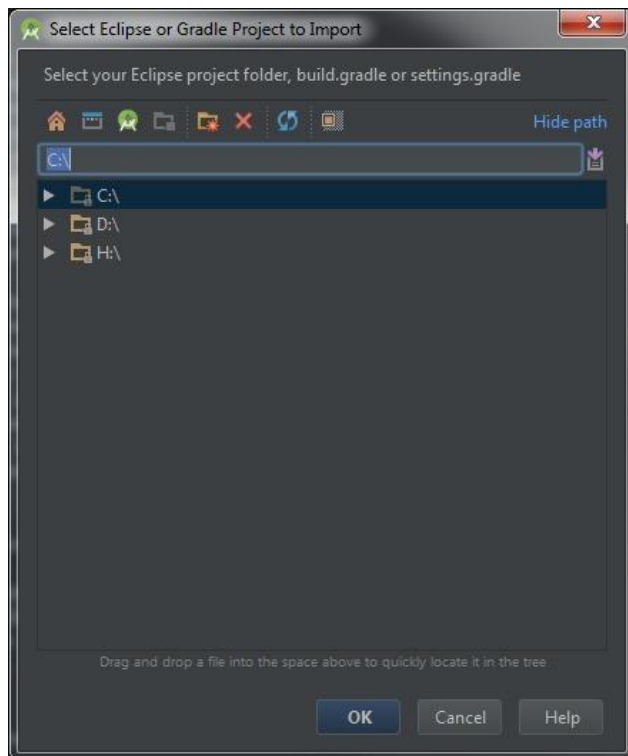 Select Eclipse or Gradle Project to Import
Select your Eclipse project folder, build.gradle or settings.gradle
Hide path
C:\
C:\
D:\
H:\
Drag and drop a file into the space above to quickly locate it in the tree
OK Cancel Help